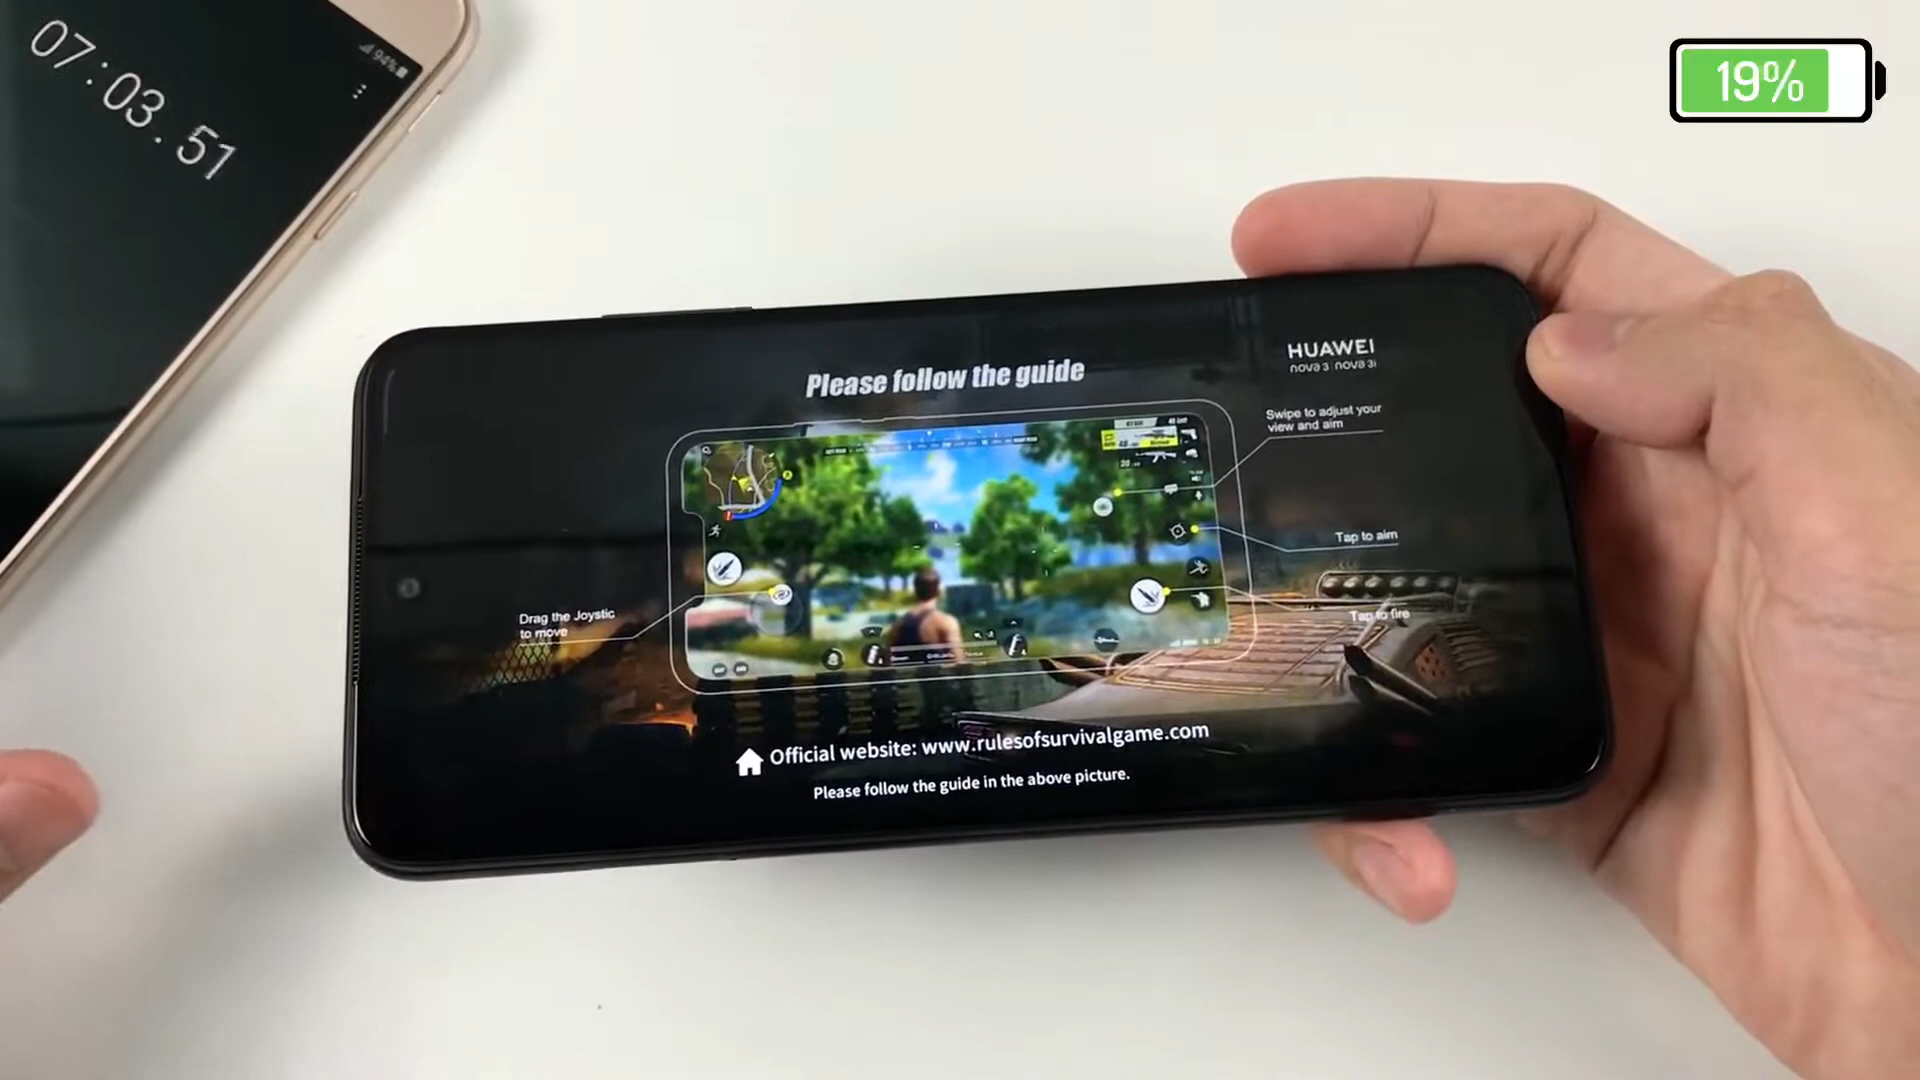 07:03.51
94%
19%
Please follow the guide
HUAWEI
nova 3 nova 3i
Swipe to adjust your
view and aim
Tap to aim
Tap to fire
Drag the Joystic
to move
Official website: www.rulesofsurvivalgame.com
Please follow the guide in the above picture.